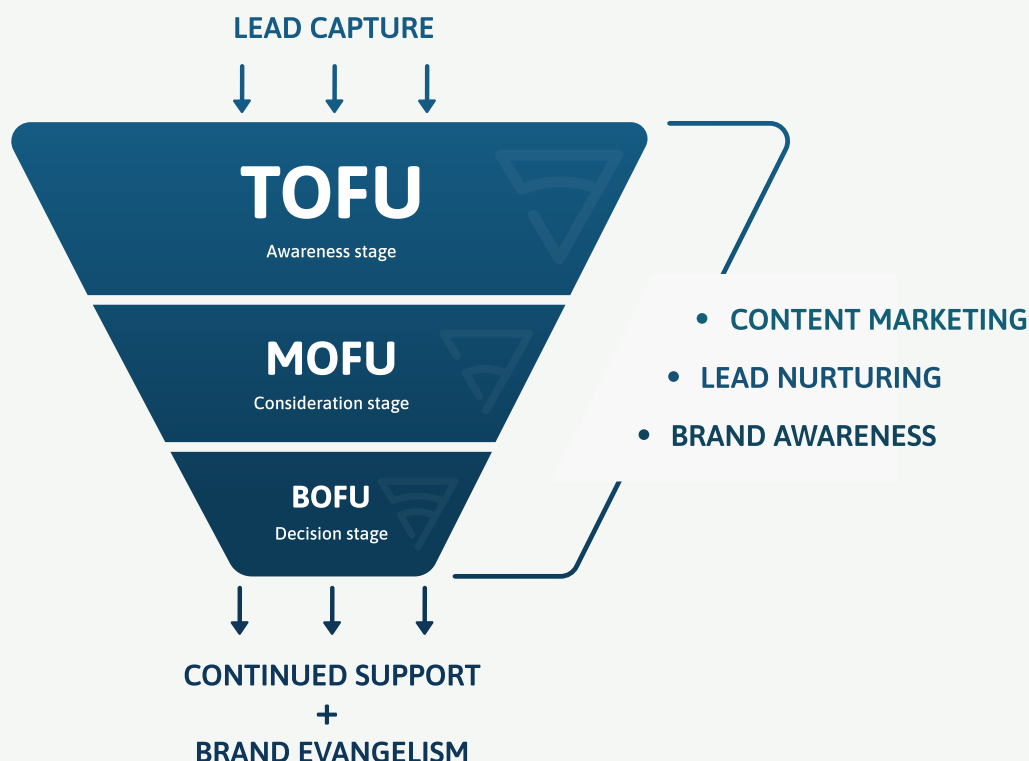 LEAD CAPTURE
TOFU
Awareness stage
MOFU
Consideration stage
BOFU
Decision stage
• CONTENT MARKETING
• LEAD NURTURING
• BRAND AWARENESS
CONTINUED SUPPORT
+
BRAND EVANGELISM